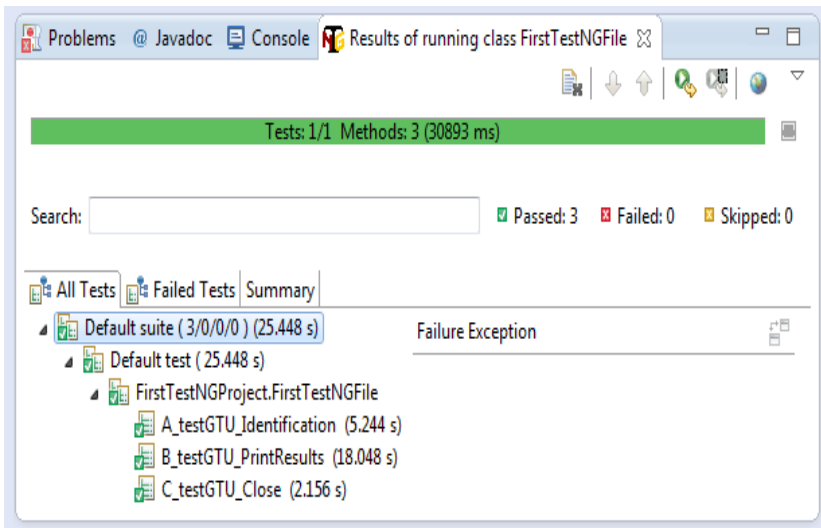 Problems @ Javadoc Console Results of running class FirstTestNGFile
Tests: 1/1 Methods: 3 (30893 ms)
Search: Passed: 3 Failed: 0 Skipped: 0
All Tests Failed Tests Summary
Default suite ( 3/0/0/0 ) (25.448 s) Failure Exception
Default test ( 25.448 s)
FirstTestNGProject.FirstTestNGFile
A_testGTU_Identification (5.244 s)
B_testGTU_PrintResults (18.048 s)
C_testGTU_Close (2.156 s)